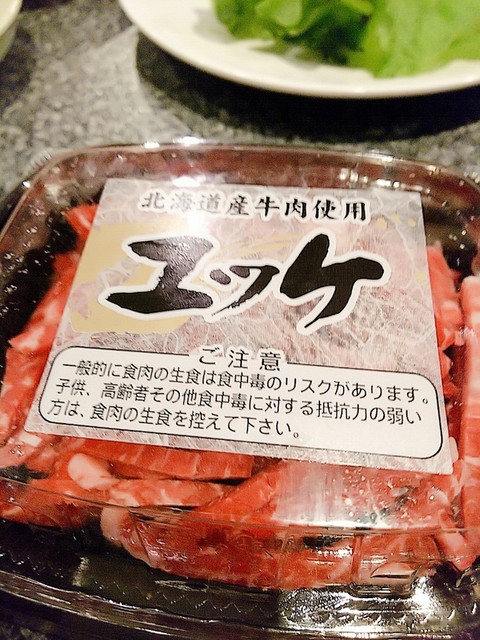 北海道産牛肉使用
ユッケ
ご注意
一般的に食肉の生食は食中毒のリスクがあります。
子供、高齢者その他食中毒に対する抵抗力の弱い
方は、食肉の生食を控えて下さい。